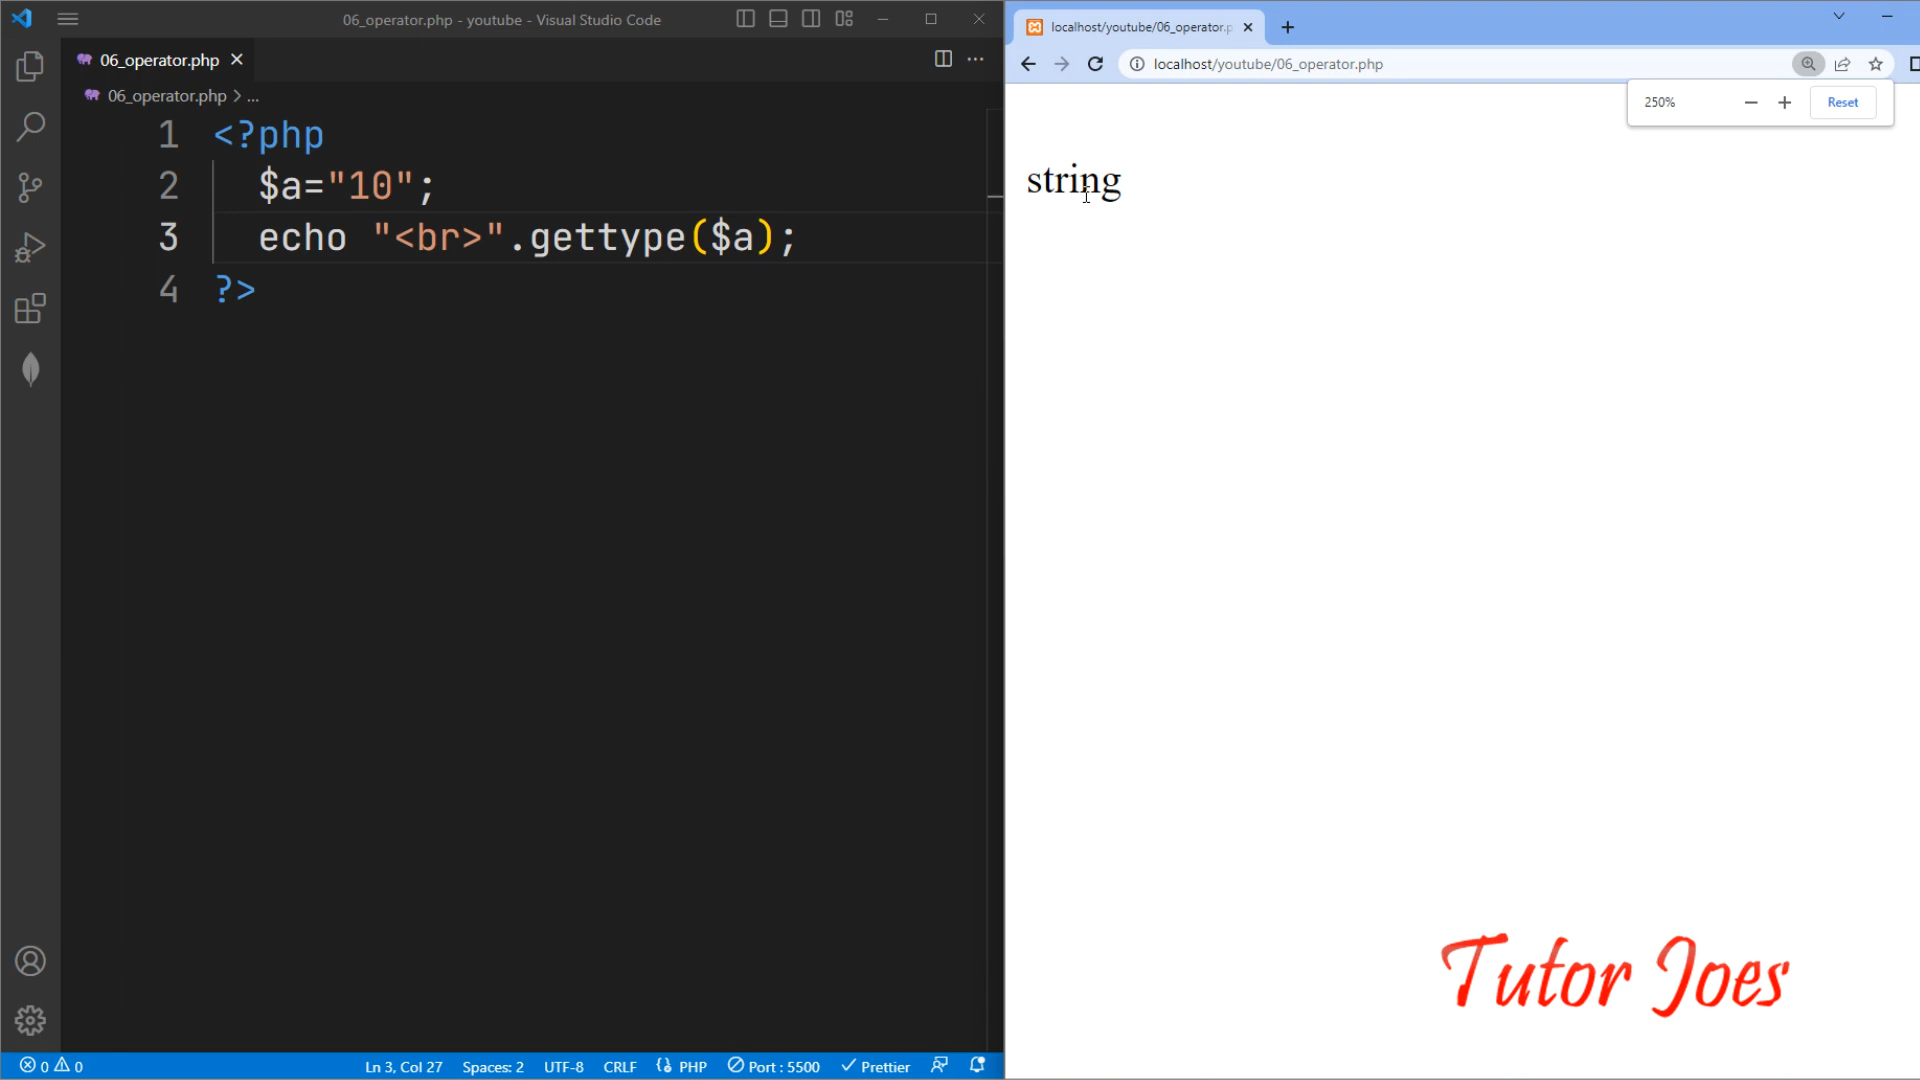 06_operator.php - youtube - Visual Studio Code
06_operator.php
06_operator.php > ...
1 <?php
2 $a="10";
3 echo "<br>".gettype($a);
4 ?>
0 0
Ln 3, Col 27
Spaces: 2
UTF-8
CRLF
PHP
Port : 5500
Prettier
localhost/youtube/06_operator.p
localhost/youtube/06_operator.php
250%
Reset
string
Tutor Joes